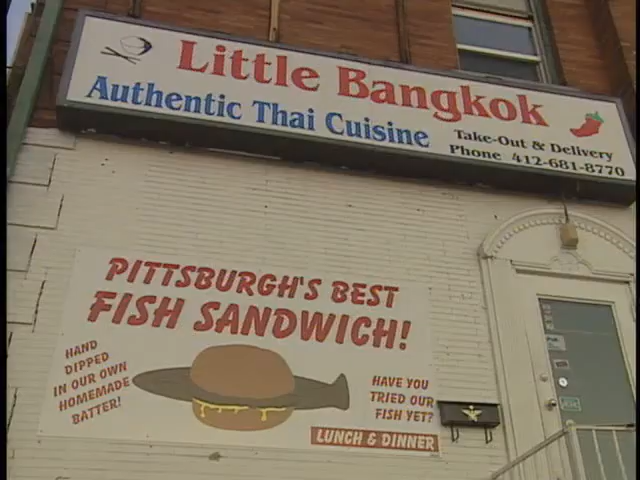 Little Bangkok
Authentic Thai Cuisine
Take-Out & Delivery
Phone 412-681-8770
PITTSBURGH'S BEST
FISH SANDWICH!
HAND
DIPPED
IN OUR OWN
HOMEMADE
BATTER!
HAVE YOU
TRIED OUR
FISH YET?
LUNCH & DINNER